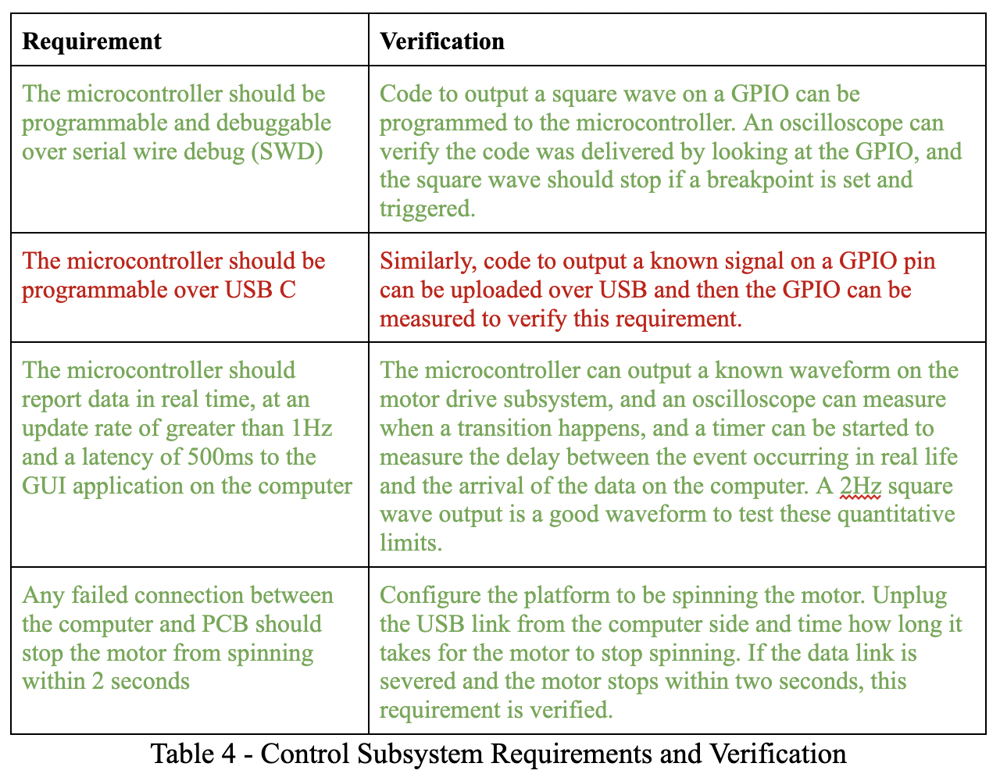 Requirement
Verification
The microcontroller should be
programmable and debuggable
over serial wire debug (SWD)
Code to output a square wave on a GPIO can be
programmed to the microcontroller. An oscilloscope can
verify the code was delivered by looking at the GPIO, and
the square wave should stop if a breakpoint is set and
triggered.
The microcontroller should be
programmable over USB C
Similarly, code to output a known signal on a GPIO pin
can be uploaded over USB and then the GPIO can be
measured to verify this requirement.
The microcontroller should
report data in real time, at an
update rate of greater than 1Hz
and a latency of 500ms to the
GUI application on the computer
The microcontroller can output a known waveform on the
motor drive subsystem, and an oscilloscope can measure
when a transition happens, and a timer can be started to
measure the delay between the event occurring in real life
and the arrival of the data on the computer. A 2Hz square
wave output is a good waveform to test these quantitative
limits.
Any failed connection between
the computer and PCB should
stop the motor from spinning
within 2 seconds
Configure the platform to be spinning the motor. Unplug
the USB link from the computer side and time how long it
takes for the motor to stop spinning. If the data link is
severed and the motor stops within two seconds, this
requirement is verified.
Table 4 - Control Subsystem Requirements and Verification